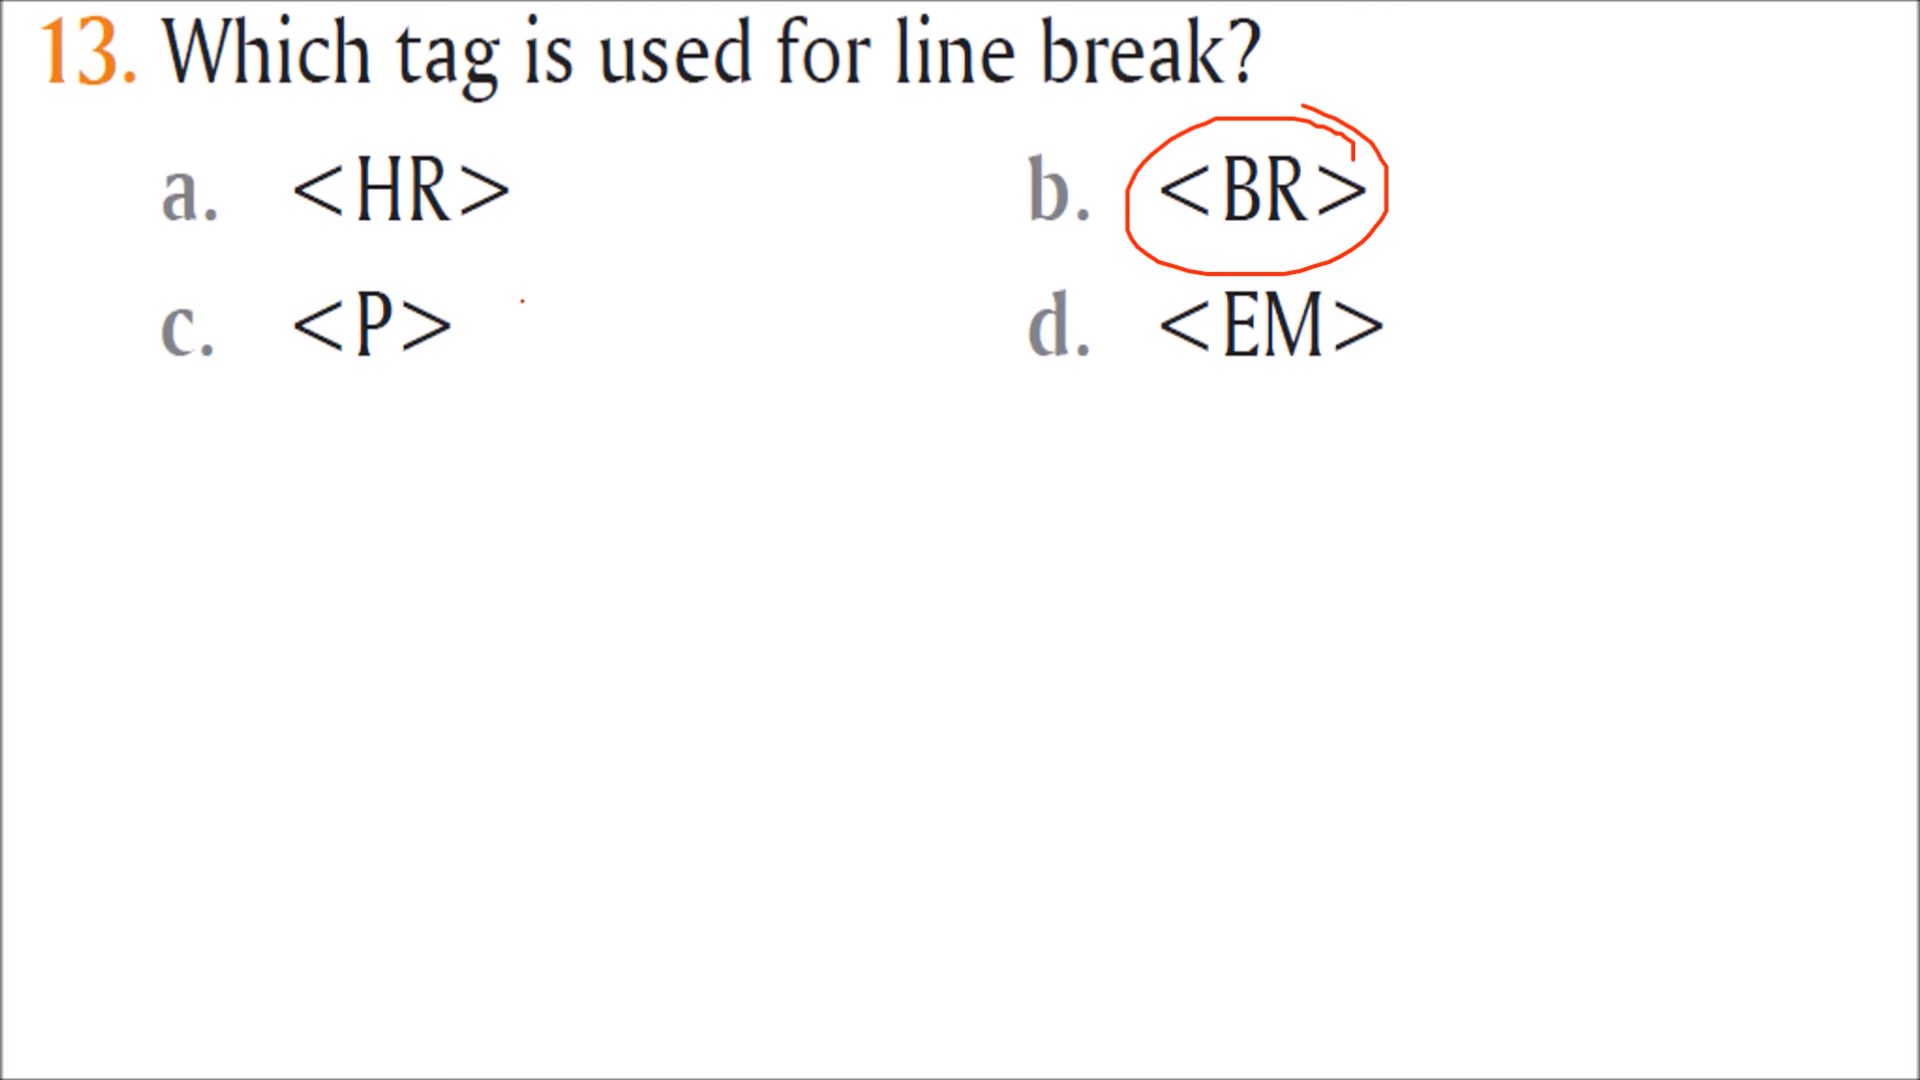 13. Which tag is used for line break?
a. <HR> b. <BR>
c. <P> d. <EM>